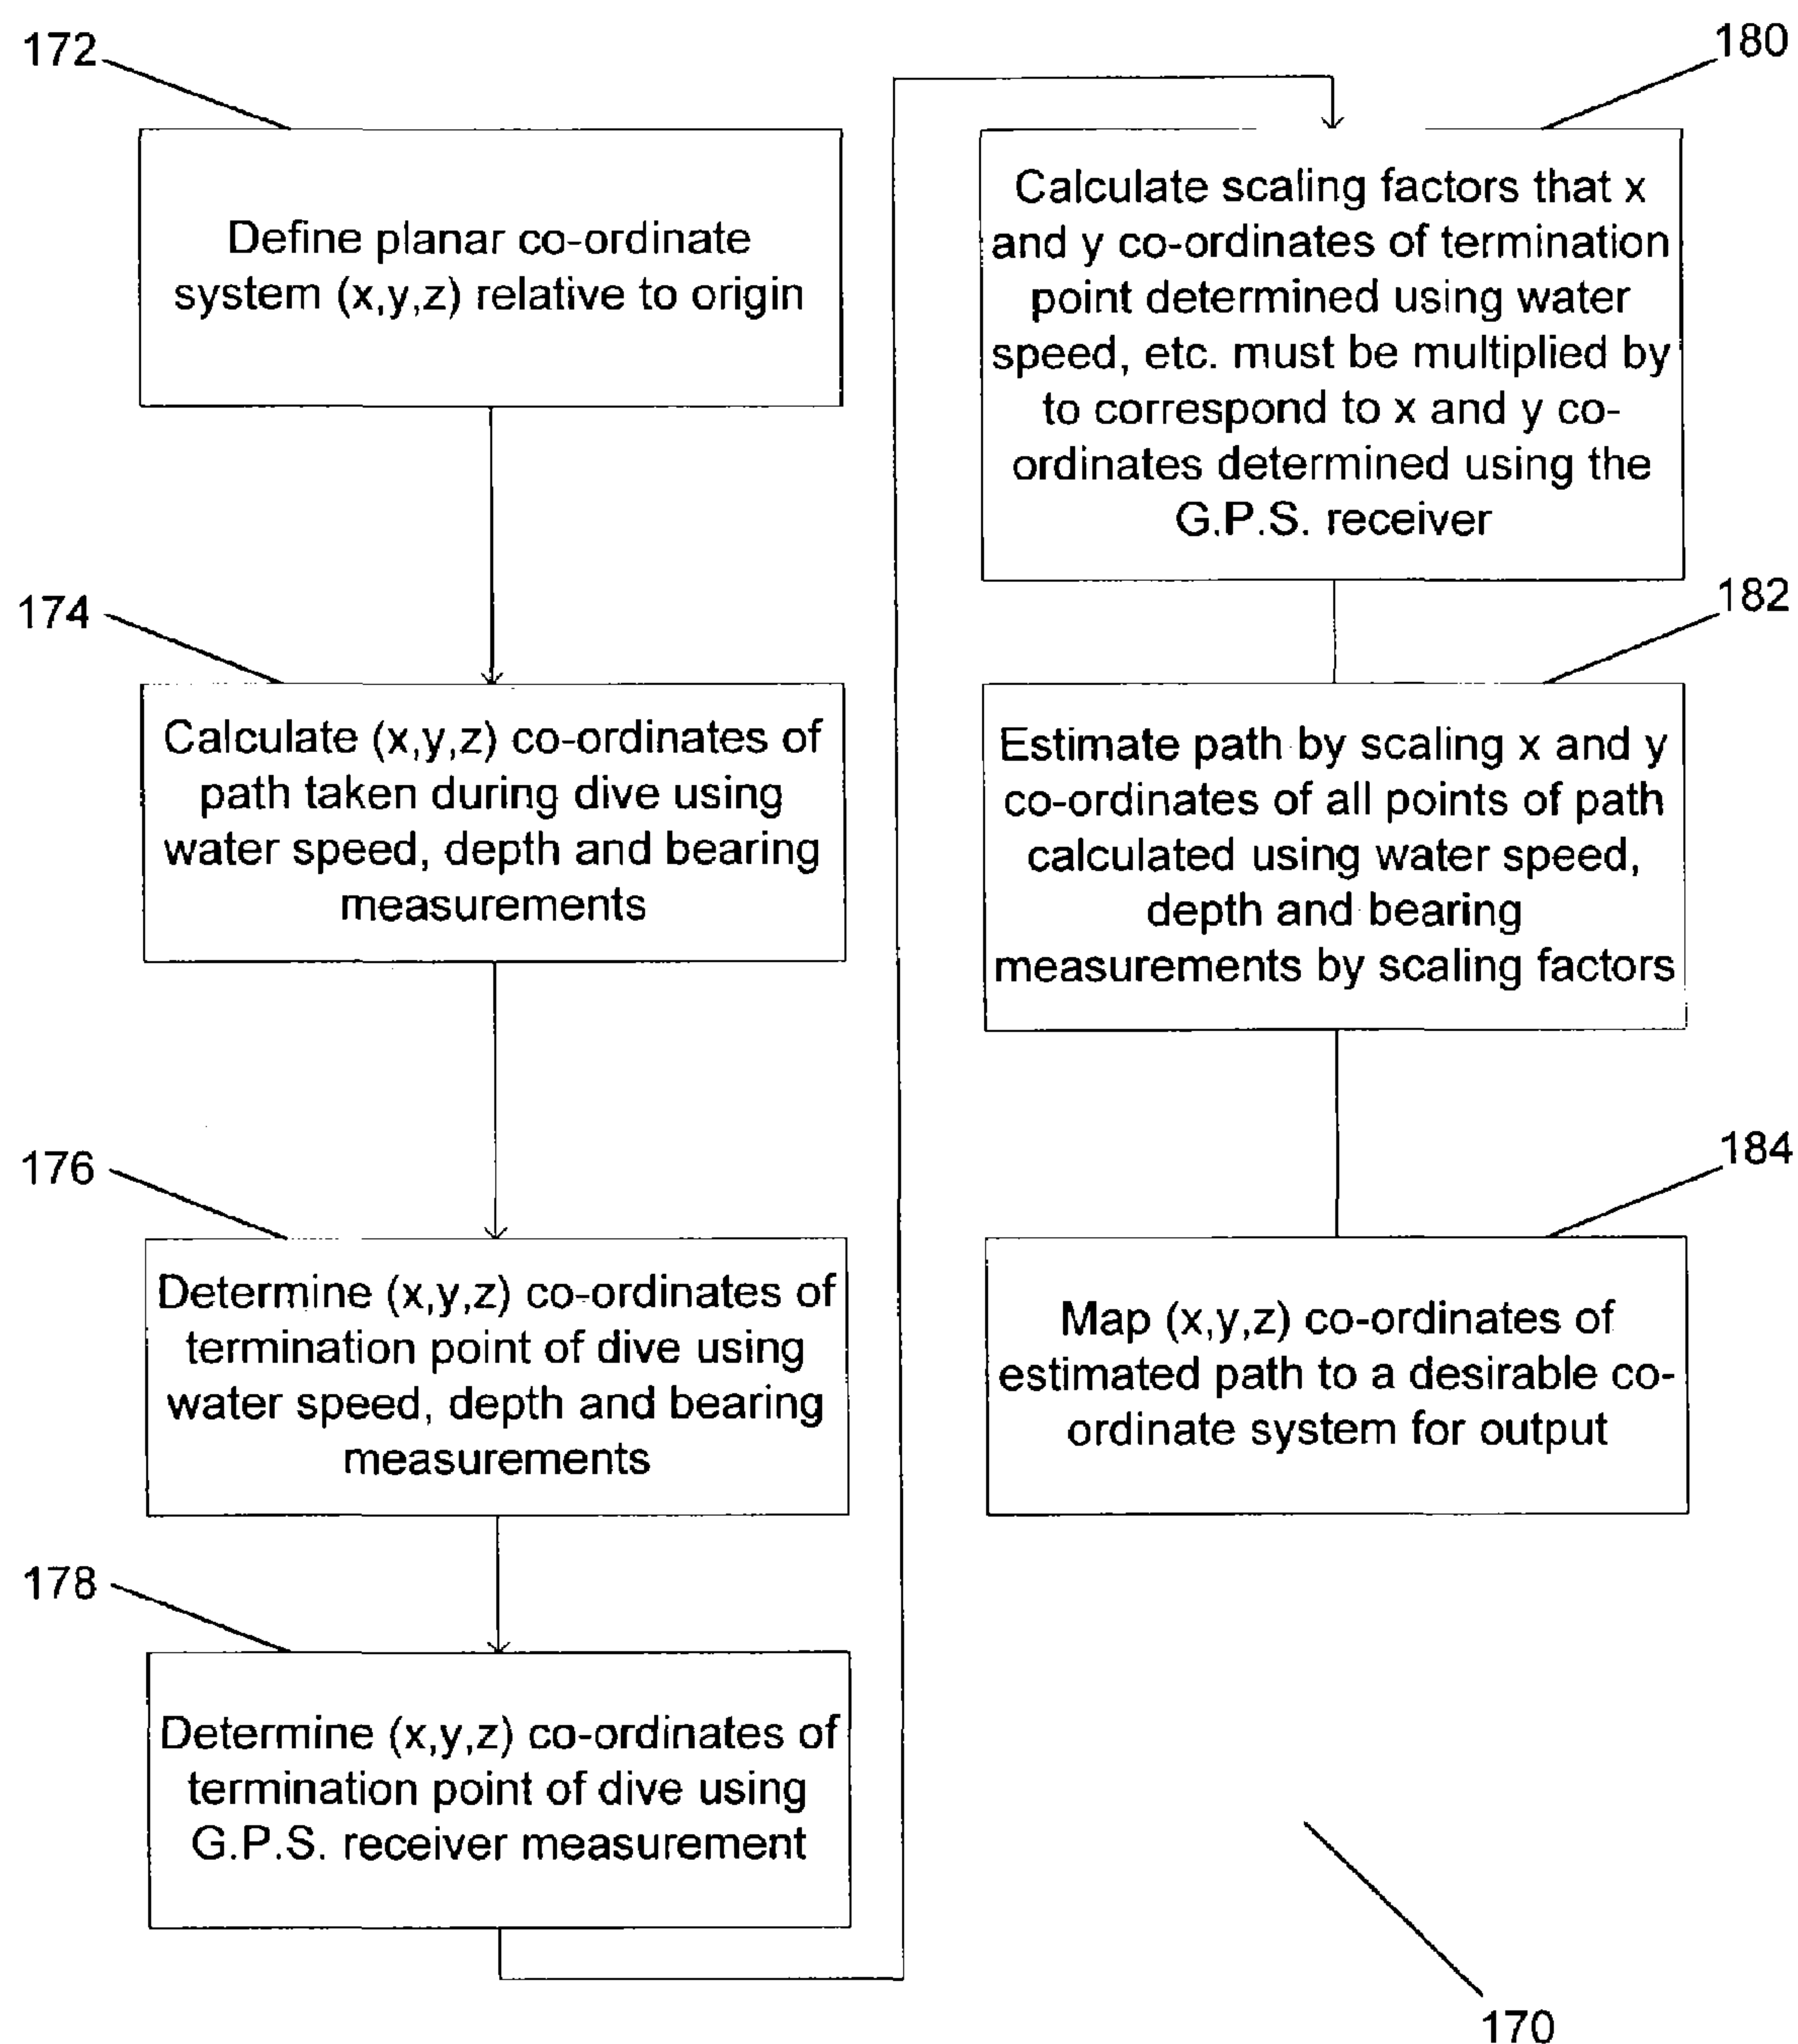 172
Define planar co-ordinate
system (x,y,z) relative to origin
174
Calculate (x,y,z) co-ordinates of
path taken during dive using
water speed, depth and bearing
measurements
176
Determine (x,y,z) co-ordinates of
termination point of dive using
water speed, depth and bearing
measurements
178
Determine (x,y,z) co-ordinates of
termination point of dive using
G.P.S. receiver measurement
180
Calculate scaling factors that x
and y co-ordinates of termination
point determined using water
speed, etc. must be multiplied by
to correspond to x and y co-
ordinates determined using the
G.P.S. receiver
182
Estimate path by scaling x and y
co-ordinates of all points of path
calculated using water speed,
depth and bearing
measurements by scaling factors
184
Map (x,y,z) co-ordinates of
estimated path to a desirable co-
ordinate system for output
170